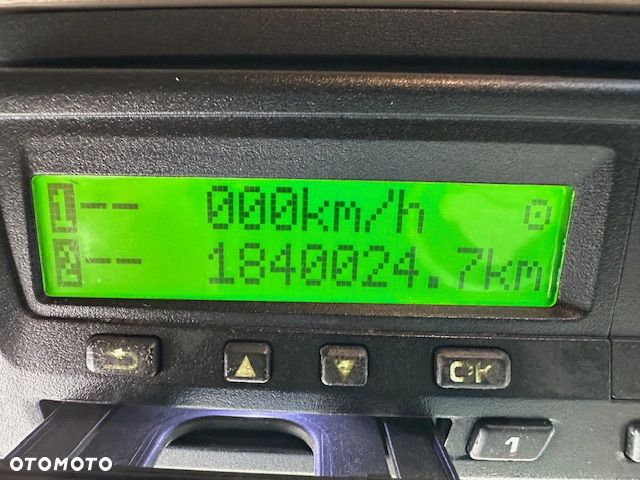 1-- 000km/h o
2-- 1840024.7km
OK
1
OTOMOTO